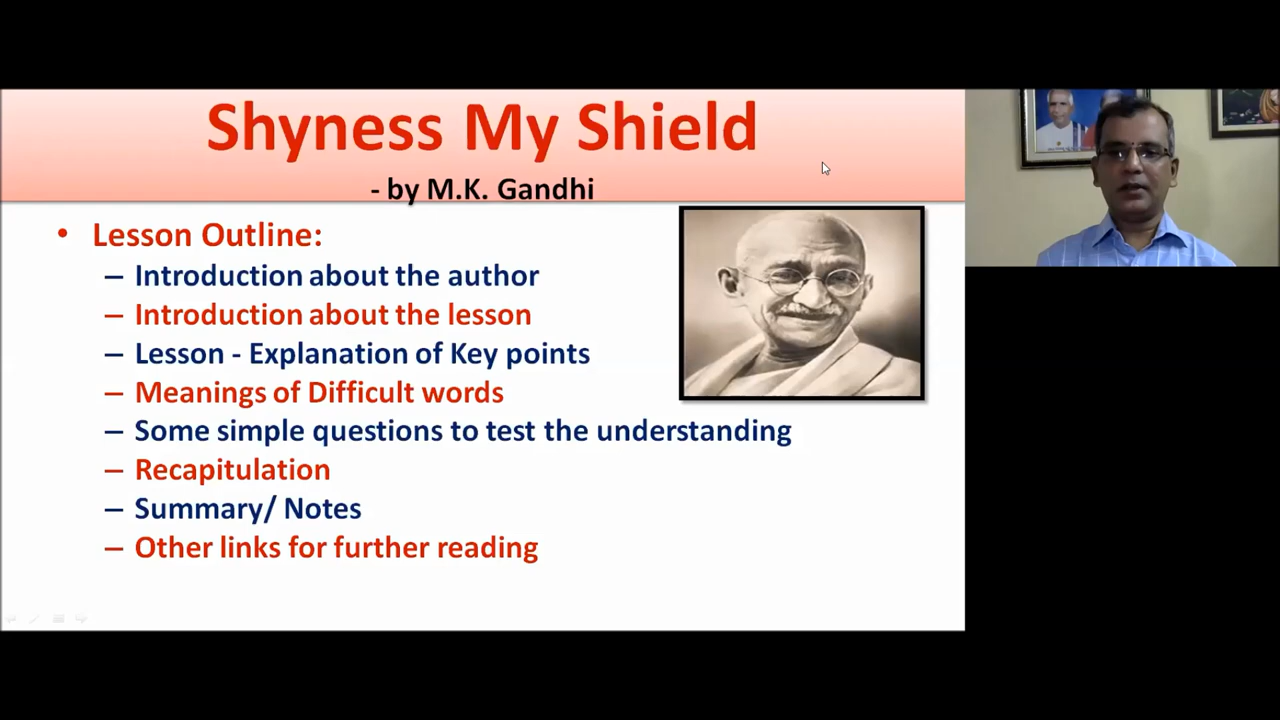 Shyness My Shield
- by M.K. Gandhi
• Lesson Outline:
– Introduction about the author
– Introduction about the lesson
– Lesson - Explanation of Key points
– Meanings of Difficult words
– Some simple questions to test the understanding
– Recapitulation
– Summary/ Notes
– Other links for further reading